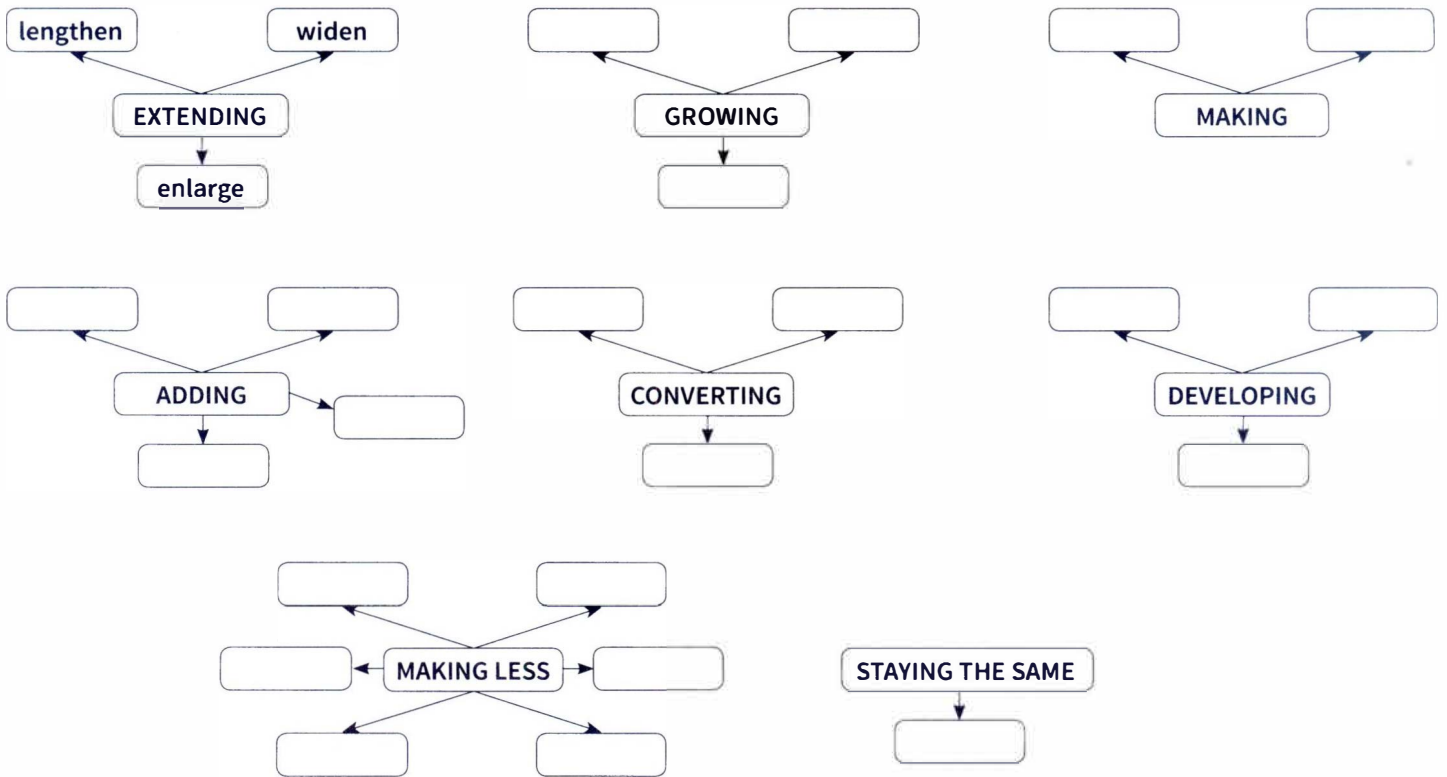 lengthen
widen
EXTENDING
enlarge
GROWING
MAKING
ADDING
CONVERTING
DEVELOPING
MAKING LESS
STAYING THE SAME